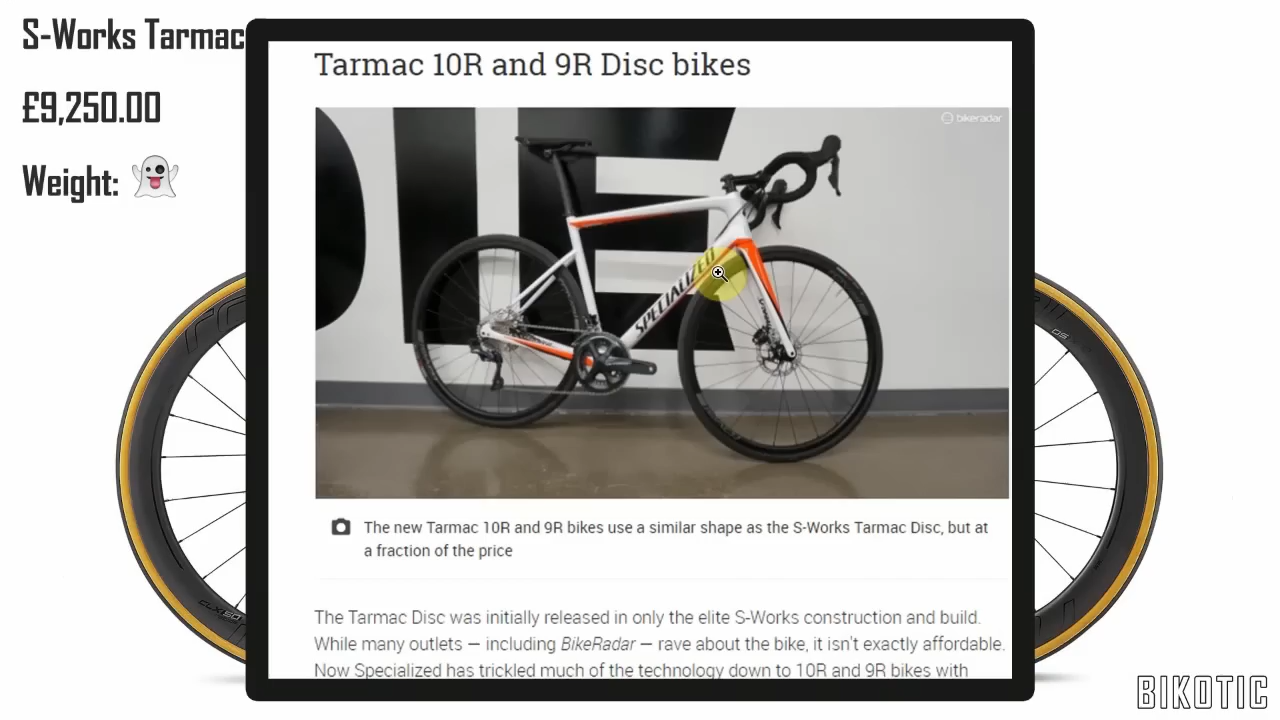 S-Works Tarmac
£9,250.00
Weight:
Tarmac 10R and 9R Disc bikes
bikeradar
SPECIALIZED
The new Tarmac 10R and 9R bikes use a similar shape as the S-Works Tarmac Disc, but at
a fraction of the price
The Tarmac Disc was initially released in only the elite S-Works construction and build.
While many outlets — including BikeRadar — rave about the bike, it isn't exactly affordable.
Now Specialized has trickled much of the technology down to 10R and 9R bikes with
CLX50
BIKOTIC